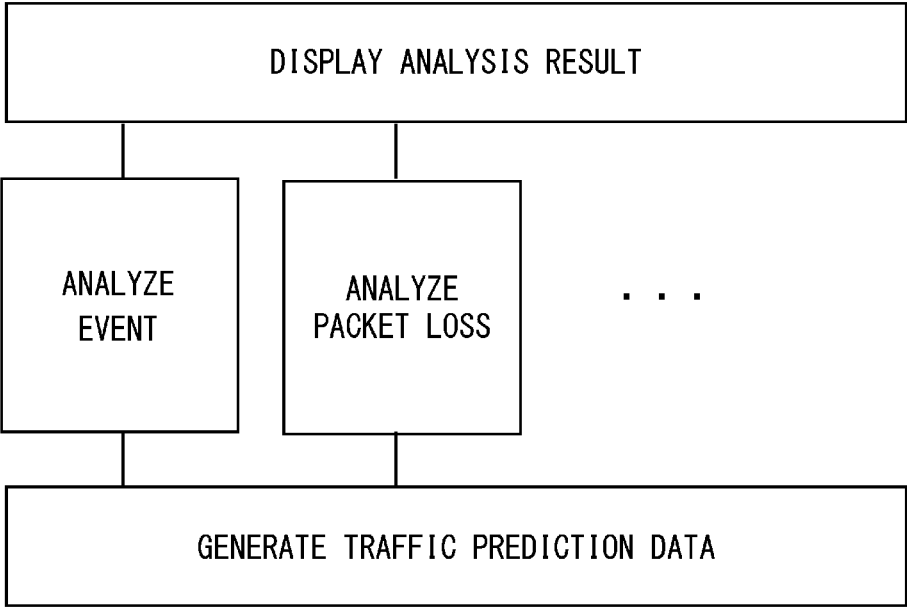 DISPLAY ANALYSIS RESULT
ANALYZE
EVENT
ANALYZE
PACKET LOSS
. . .
GENERATE TRAFFIC PREDICTION DATA